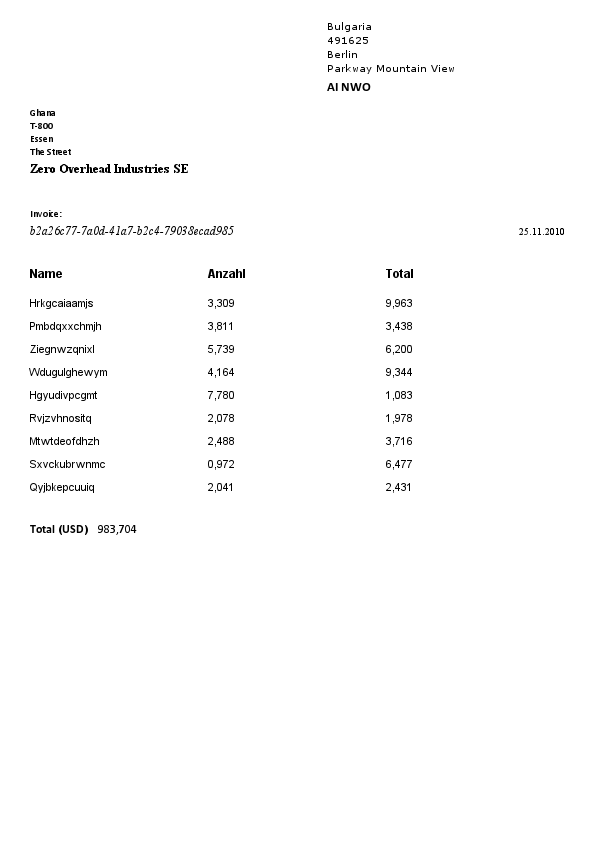 Bulgaria
491625
Berlin
Parkway Mountain View
AI NWO
Ghana
T-800
Essen
The Street
Zero Overhead Industries SE
Invoice:
b2a26c77-7a0d-41a7-b2c4-79038ecad985 25.11.2010
Name Anzahl Total
Hrkgcaiaamjs 3,309 9,963
Pmbdqxxchmjh 3,811 3,438
Ziegnwzqnixl 5,739 6,200
Wdugulghewym 4,164 9,344
Hgyudivpcgmt 7,780 1,083
Rvjzvhnositq 2,078 1,978
Mtwtdeofdhzh 2,488 3,716
Sxvckubrwnmc 0,972 6,477
Qyjbkepcuuiq 2,041 2,431
Total (USD) 983,704